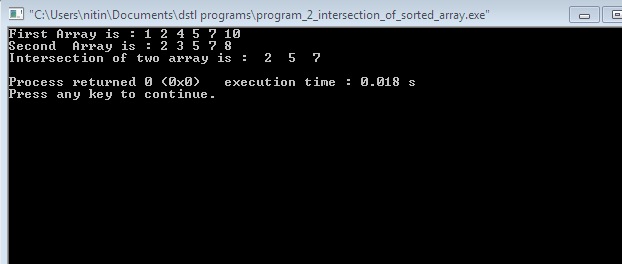 "C:\Users\nitin\Documents\dstl programs\program_2_intersection_of_sorted_array.exe"
First Array is : 1 2 4 5 7 10
Second  Array is : 2 3 5 7 8
Intersection of two array is :  2  5  7
Process returned 0 (0x0)   execution time : 0.018 s
Press any key to continue.